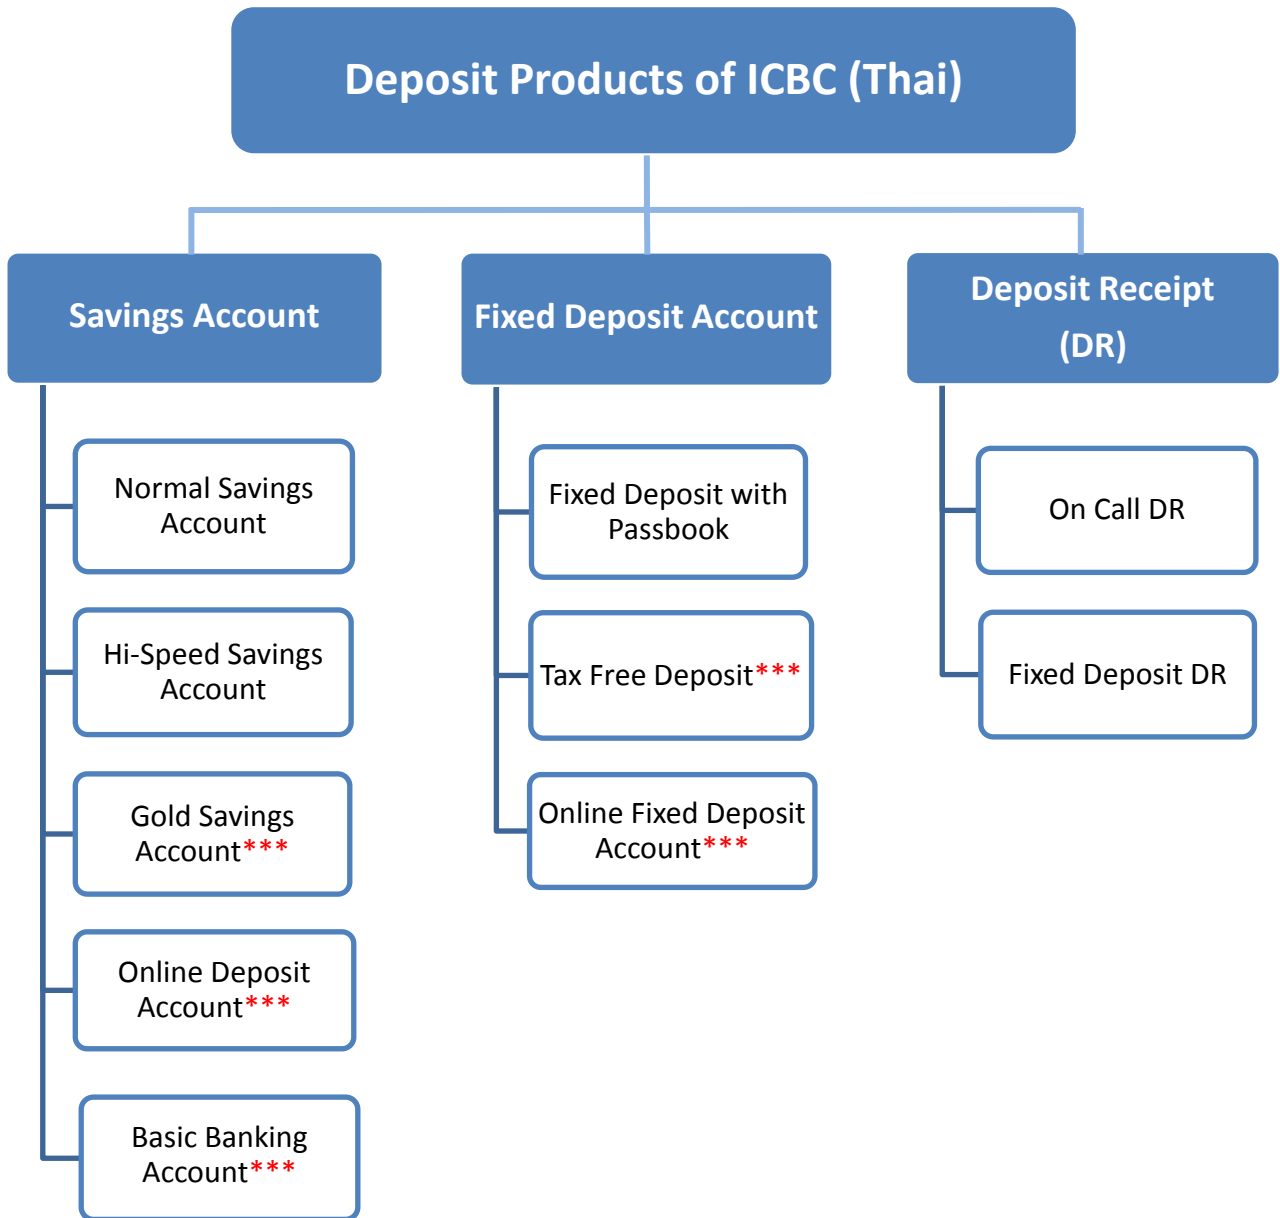 Deposit Products of ICBC (Thai)
Savings Account
Normal Savings
Account
Hi-Speed Savings
Account
Gold Savings
Account***
Online Deposit
Account***
Basic Banking
Account***
Fixed Deposit Account
Fixed Deposit with
Passbook
Tax Free Deposit***
Online Fixed Deposit
Account***
Deposit Receipt
(DR)
On Call DR
Fixed Deposit DR